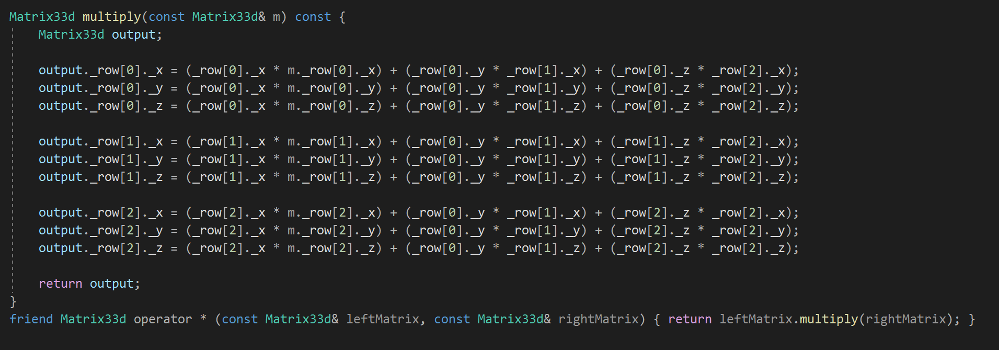 Matrix33d multiply(const Matrix33d& m) const {
    Matrix33d output;
    output._row[0]._x = (_row[0]._x * m._row[0]._x) + (_row[0]._y * _row[1]._x) + (_row[0]._z * _row[2]._x);
    output._row[0]._y = (_row[0]._x * m._row[0]._y) + (_row[0]._y * _row[1]._y) + (_row[0]._z * _row[2]._y);
    output._row[0]._z = (_row[0]._x * m._row[0]._z) + (_row[0]._y * _row[1]._z) + (_row[0]._z * _row[2]._z);
    output._row[1]._x = (_row[1]._x * m._row[1]._x) + (_row[0]._y * _row[1]._x) + (_row[1]._z * _row[2]._x);
    output._row[1]._y = (_row[1]._x * m._row[1]._y) + (_row[0]._y * _row[1]._y) + (_row[1]._z * _row[2]._y);
    output._row[1]._z = (_row[1]._x * m._row[1]._z) + (_row[0]._y * _row[1]._z) + (_row[1]._z * _row[2]._z);
    output._row[2]._x = (_row[2]._x * m._row[2]._x) + (_row[0]._y * _row[1]._x) + (_row[2]._z * _row[2]._x);
    output._row[2]._y = (_row[2]._x * m._row[2]._y) + (_row[0]._y * _row[1]._y) + (_row[2]._z * _row[2]._y);
    output._row[2]._z = (_row[2]._x * m._row[2]._z) + (_row[0]._y * _row[1]._z) + (_row[2]._z * _row[2]._z);
    return output;
}
friend Matrix33d operator * (const Matrix33d& leftMatrix, const Matrix33d& rightMatrix) { return leftMatrix.multiply(rightMatrix); }